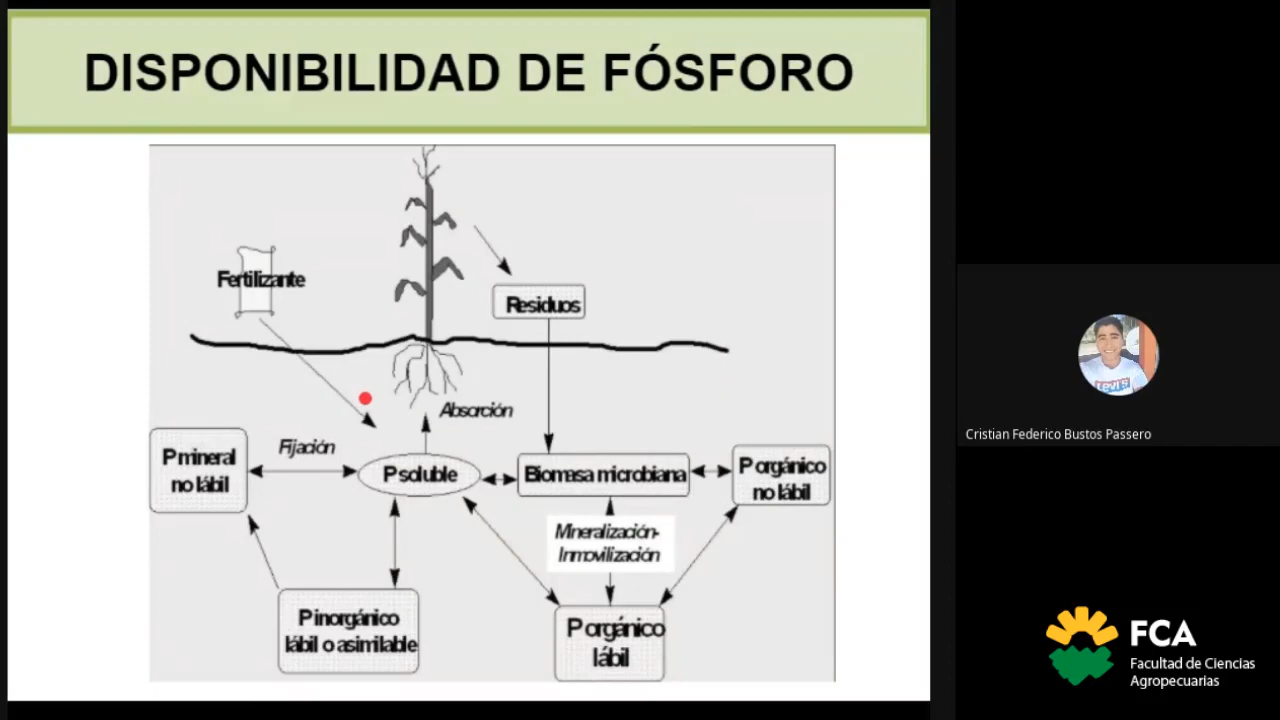 DISPONIBILIDAD DE FÓSFORO
Fertilizante
Residuos
Absorción
Fijación
P mineral
no lábil
P soluble
Biomasa microbiana
P orgánico
no lábil
Mineralización-
Inmovilización
P inorgánico
lábil o asimilable
P orgánico
lábil
LEVI'S
Cristian Federico Bustos Passero
FCA
Facultad de Ciencias
Agropecuarias